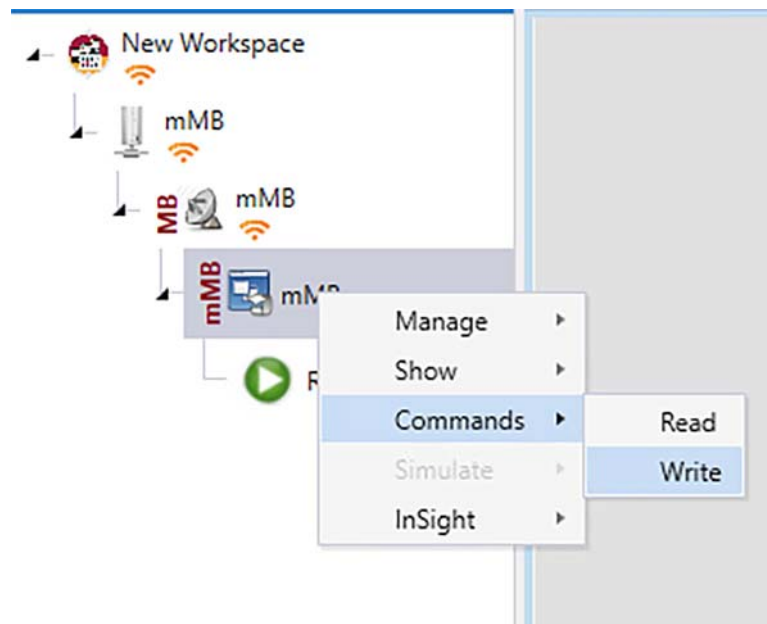 New Workspace
mMB
MB
mMB
mMB
Manage
Show
Commands
Read
Simulate
Write
InSight